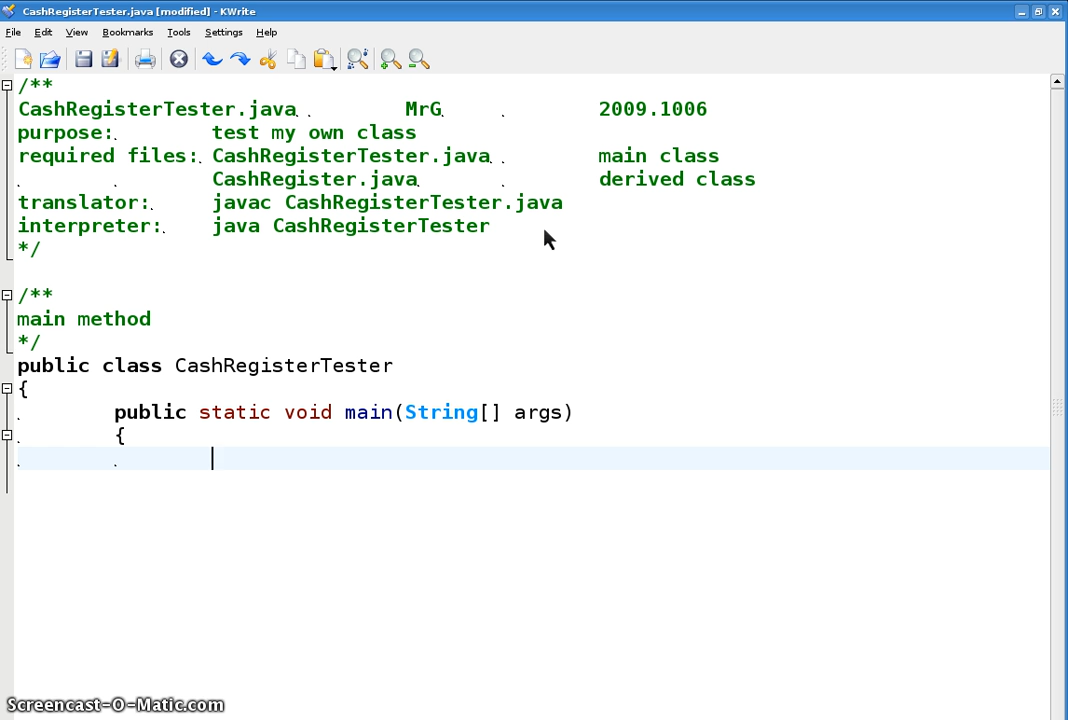 CashRegisterTester.java [modified] - KWrite
File Edit View Bookmarks Tools Settings Help
/**
CashRegisterTester.java MrG 2009.1006
purpose: test my own class
required files: CashRegisterTester.java main class
CashRegister.java derived class
translator: javac CashRegisterTester.java
interpreter: java CashRegisterTester
*/
/**
main method
*/
public class CashRegisterTester
{
public static void main(String[] args)
{
Screencast-O-Matic.com